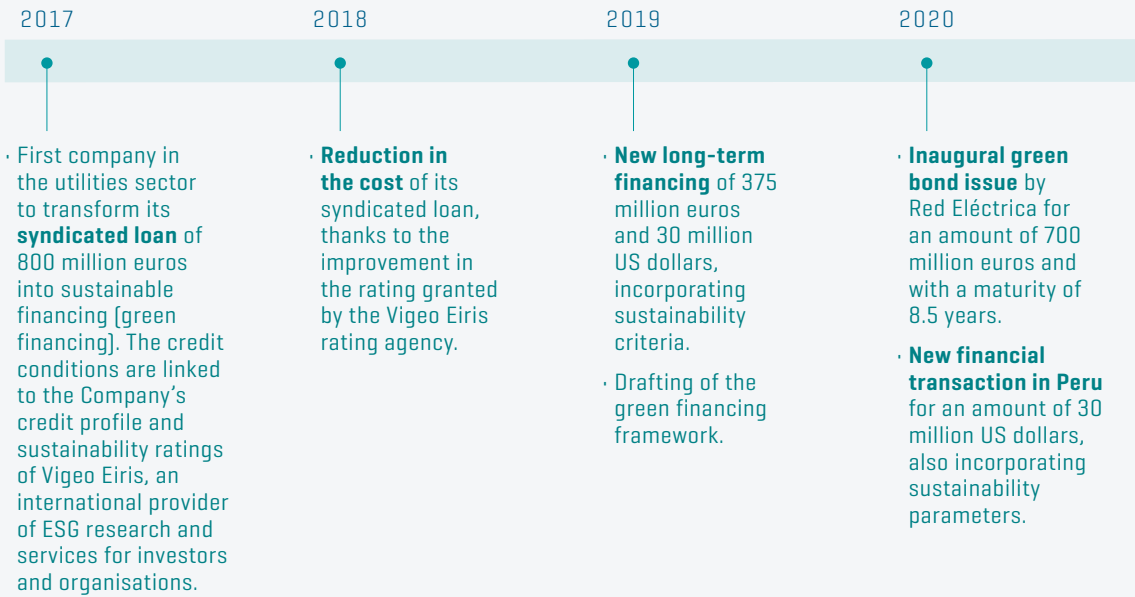 2017
· First company in
the utilities sector
to transform its
syndicated loan of
800 million euros
into sustainable
financing (green
financing). The credit
conditions are linked
to the Company's
credit profile and
sustainability ratings
of Vigeo Eiris, an
international provider
of ESG research and
services for investors
and organisations.
2018
· Reduction in
the cost of its
syndicated loan,
thanks to the
improvement in
the rating granted
by the Vigeo Eiris
rating agency.
2019
· New long-term
financing of 375
million euros
and 30 million
US dollars,
incorporating
sustainability
criteria.
· Drafting of the
green financing
framework.
2020
· Inaugural green
bond issue by
Red Eléctrica for
an amount of 700
million euros and
with a maturity of
8.5 years.
· New financial
transaction in Peru
for an amount of 30
million US dollars,
also incorporating
sustainability
parameters.